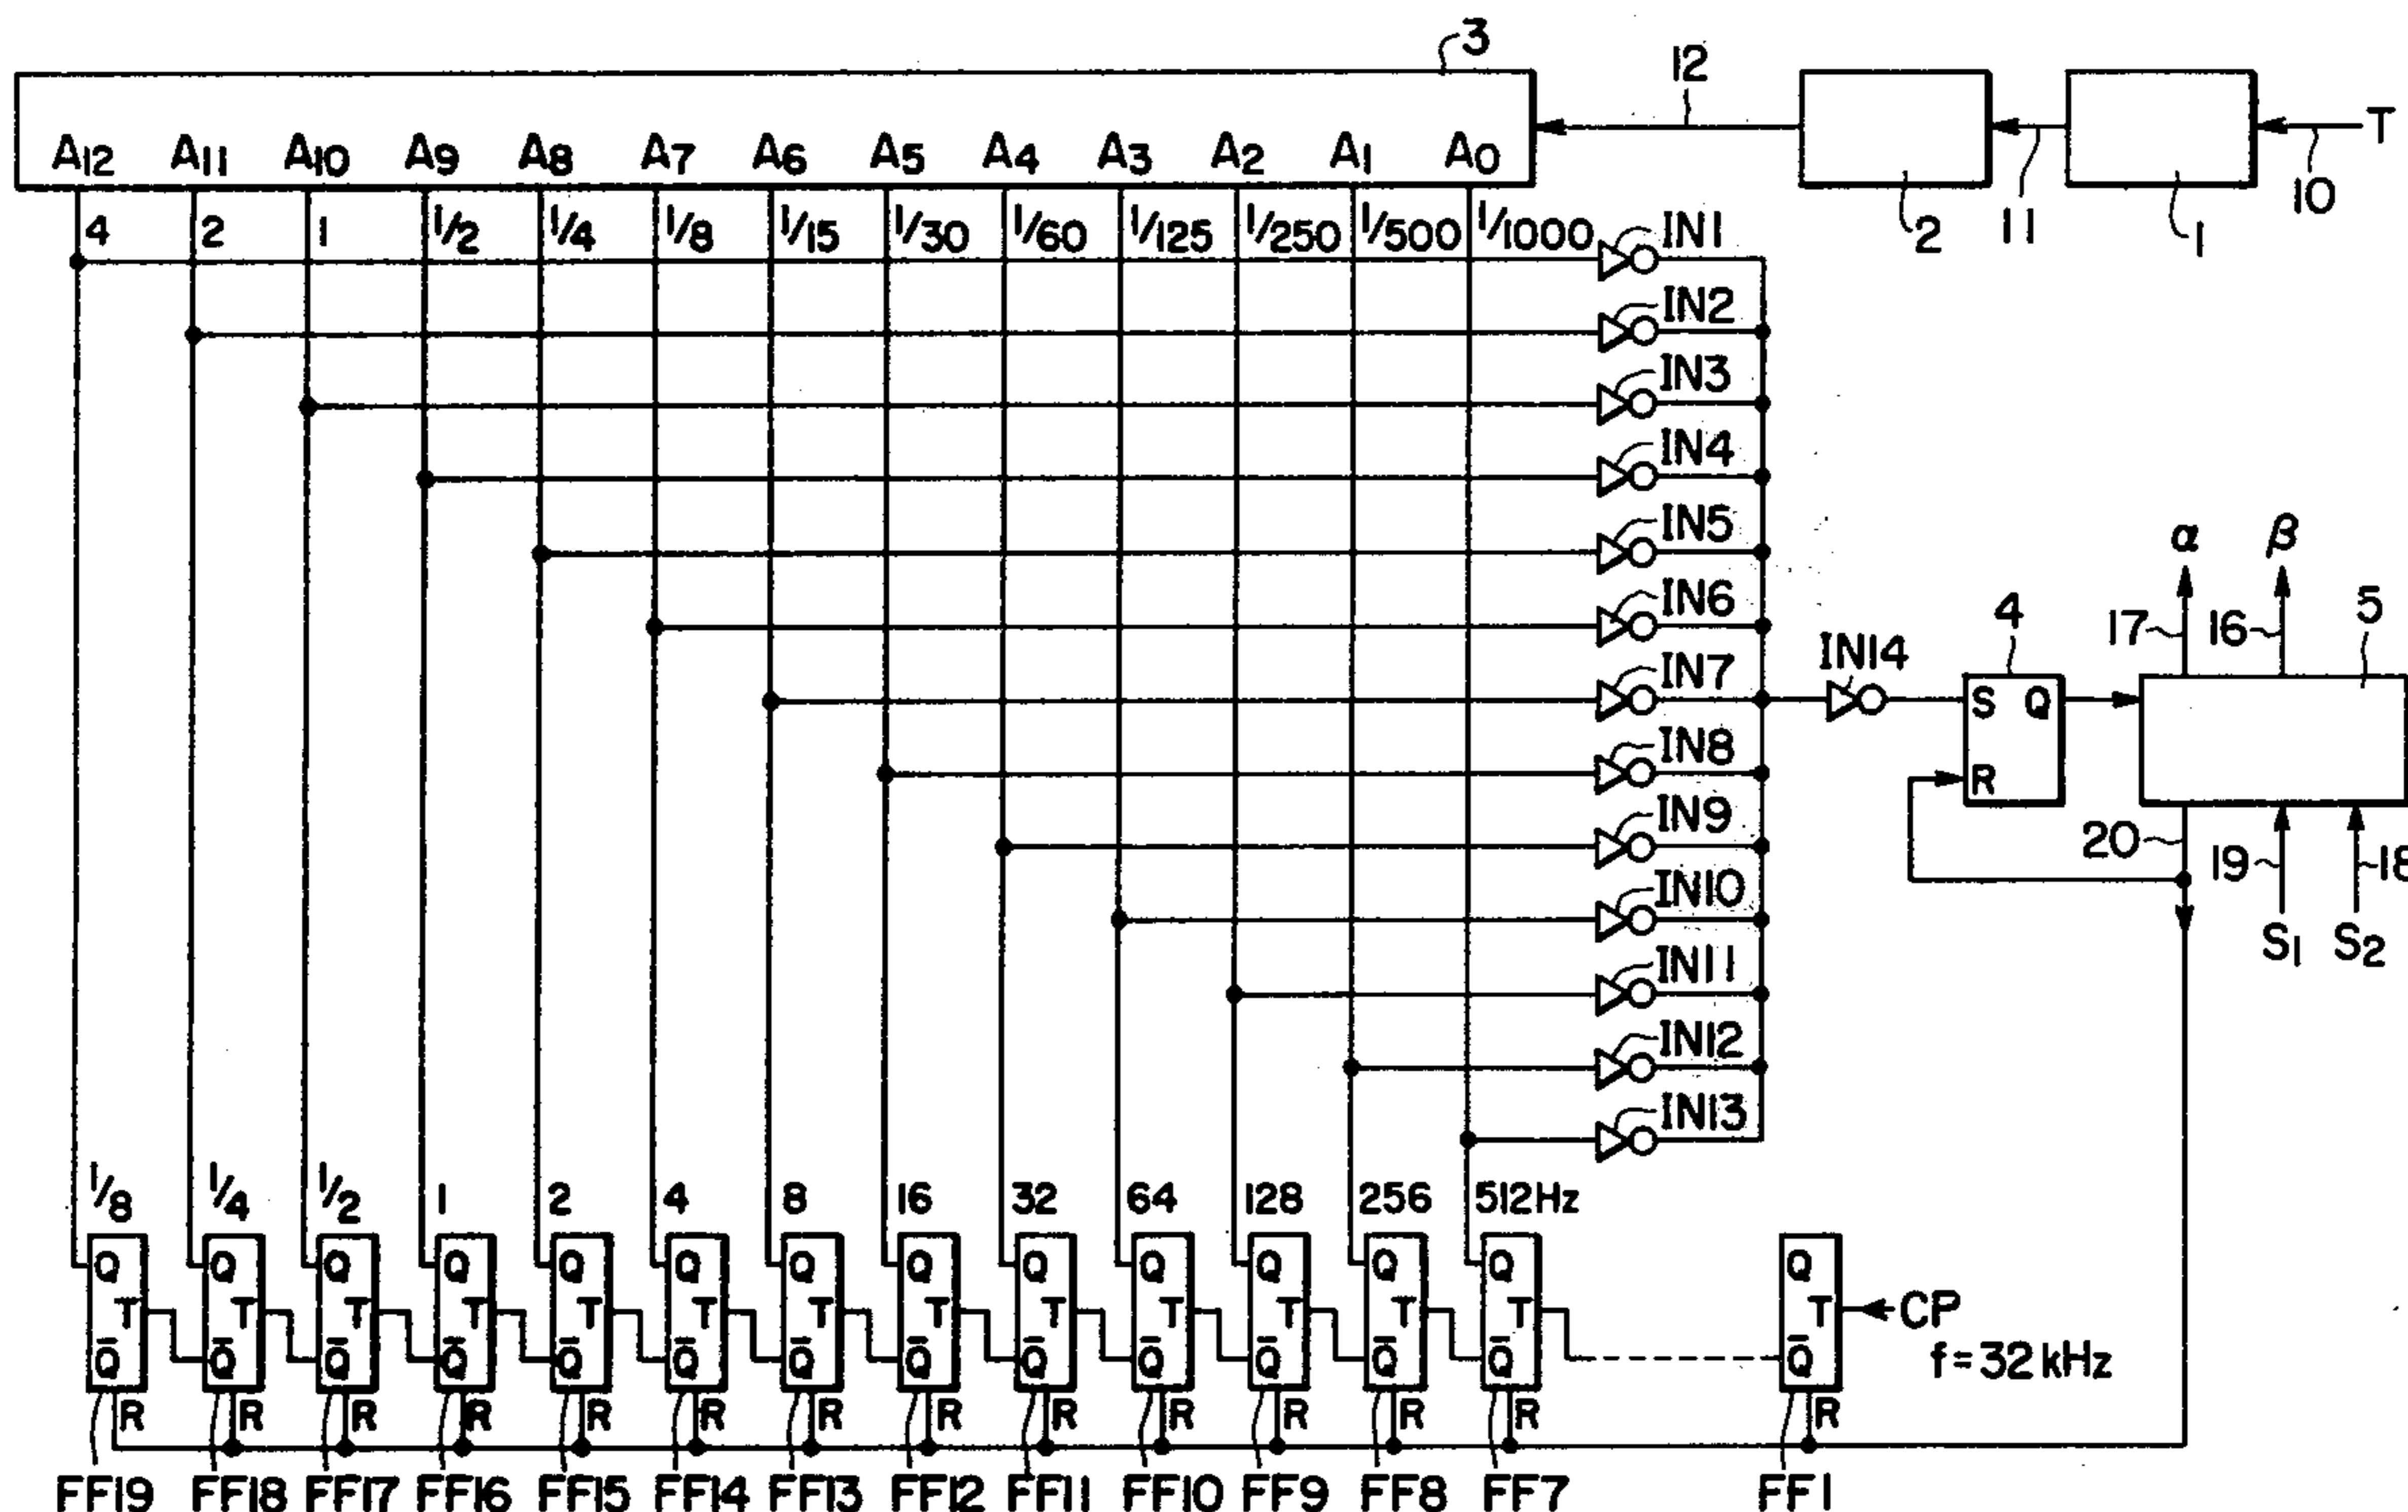 3
12
A12 A11 A10 A9 A8 A7 A6 A5 A4 A3 A2 A1 A0
T
10
11
2
1
4 2 1 1/2 1/4 1/8 1/15 1/30 1/60 1/125 1/250 1/500 1/1000
IN1
IN2
IN3
IN4
IN5
IN6
IN7
IN8
IN9
IN10
IN11
IN12
IN13
IN14
α β
17 16 5
4
S Q
R
20 19 18
S1 S2
1/8 1/4 1/2 1 2 4 8 16 32 64 128 256 512Hz
Q Q Q Q Q Q Q Q Q Q Q Q Q Q
T T T T T T T T T T T T T T CP
Q̅ Q̅ Q̅ Q̅ Q̅ Q̅ Q̅ Q̅ Q̅ Q̅ Q̅ Q̅ Q̅ Q̅ f=32kHz
R R R R R R R R R R R R R R
FF19 FF18 FF17 FF16 FF15 FF14 FF13 FF12 FF11 FF10 FF9 FF8 FF7 FF1